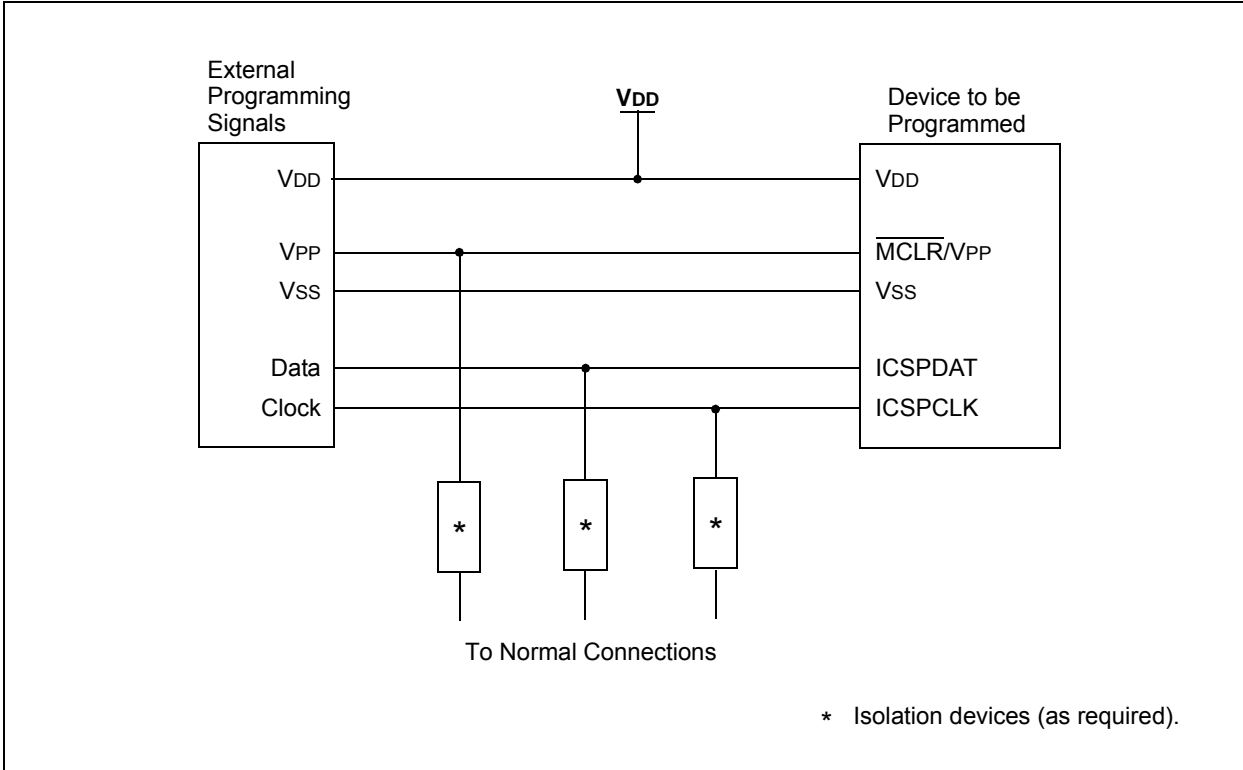 External
Programming
Signals
VDD
Device to be
Programmed
VDD
VDD
VPP
MCLR/VPP
VSS
VSS
Data
ICSPDAT
Clock
ICSPCLK
*
*
*
To Normal Connections
* Isolation devices (as required).